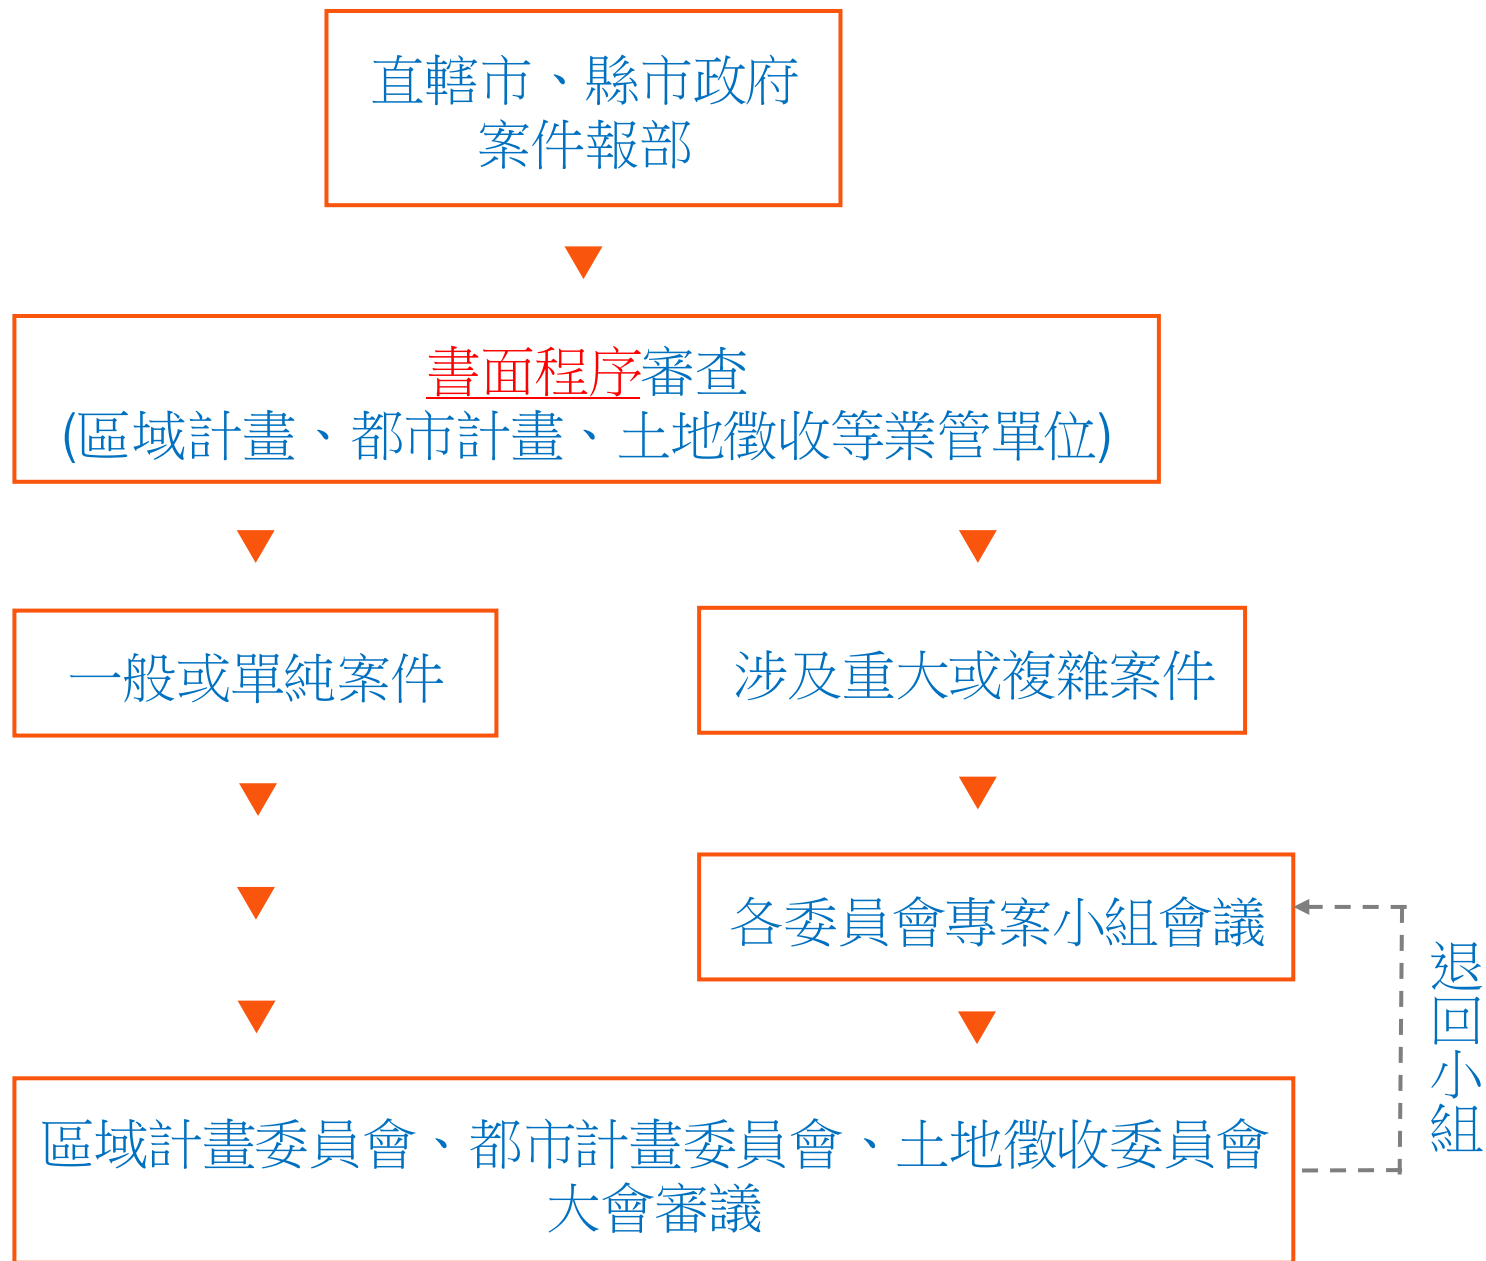 直轄市、縣市政府
案件報部
書面程序審查
(區域計畫、都市計畫、土地徵收等業管單位)
一般或單純案件
涉及重大或複雜案件
各委員會專案小組會議
退回小組
區域計畫委員會、都市計畫委員會、土地徵收委員會
大會審議